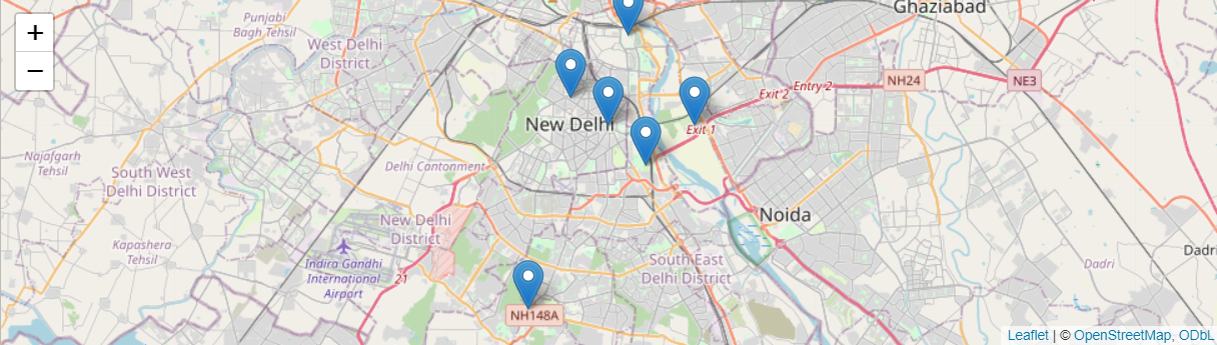 +
−
Punjabi
Bagh Tehsil
West Delhi
District
Ghaziabad
NH24
Entry 2
NE3
Exit 2
Exit 1
New Delhi
Najafgarh
Tehsil
South West
Delhi District
Delhi Cantonment
New Delhi
District
Noida
Kapashera
Tehsil
Indira Gandhi
International
Airport
21
South East
Delhi District
Dadri
Dadri
NH148A
Leaflet | © OpenStreetMap, ODbL